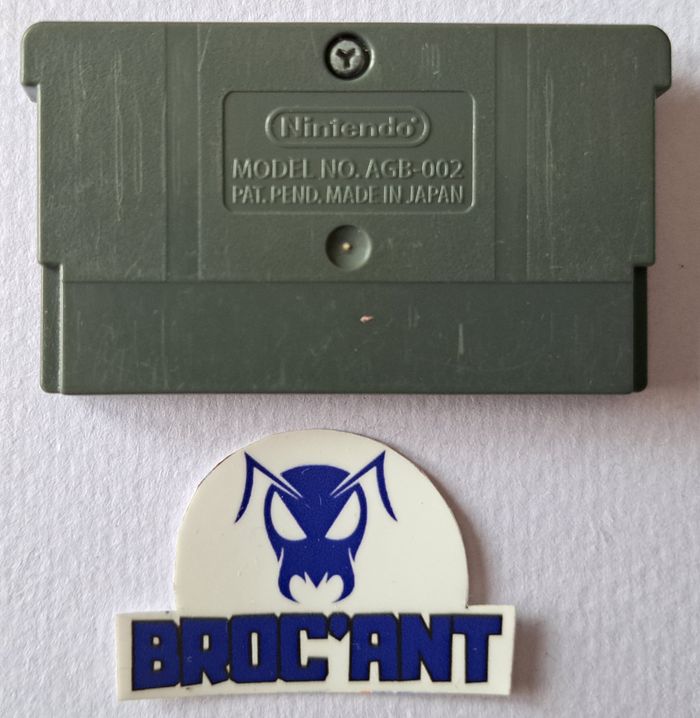 Nintendo
MODEL NO. AGB-002
PAT. PEND. MADE IN JAPAN
BROC'ANT